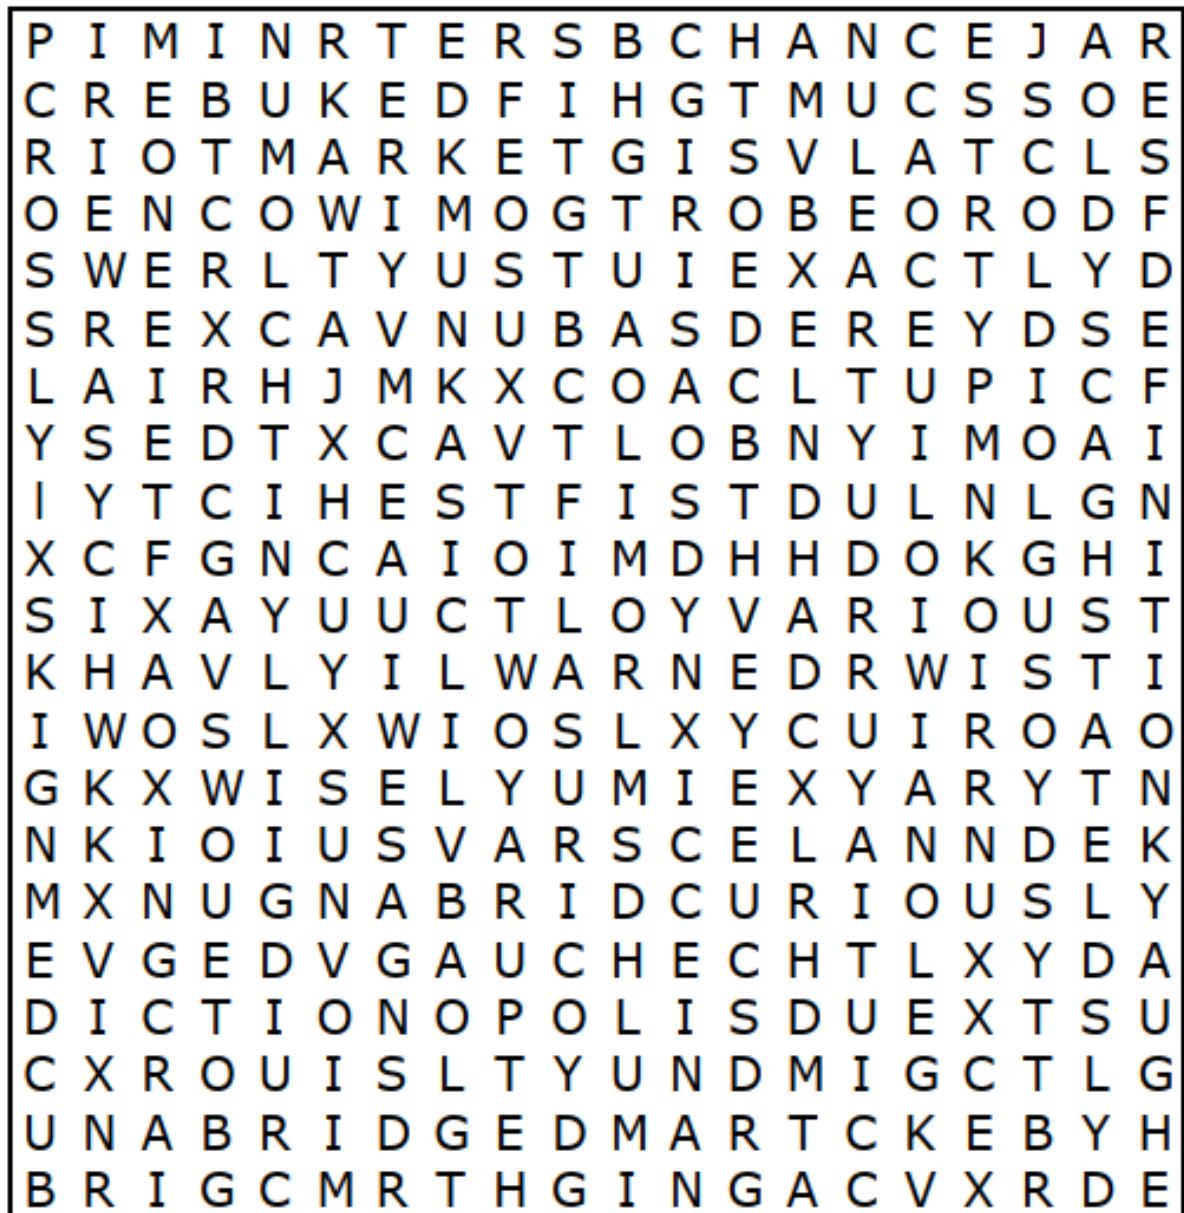 P I M I N R T E R S B C H A N C E J A R
C R E B U K E D F I H G T M U C S S O E
R I O T M A R K E T G I S V L A T C L S
O E N C O W I M O G T R O B E O R O D F
S W E R L T Y U S T U I E X A C T L Y D
S R E X C A V N U B A S D E R E Y D S E
L A I R H J M K X C O A C L T U P I C F
Y S E D T X C A V T L O B N Y I M O A I
l Y T C I H E S T F I S T D U L N L G N
X C F G N C A I O I M D H H D O K G H I
S I X A Y U U C T L O Y V A R I O U S T
K H A V L Y I L W A R N E D R W I S T I
I W O S L X W I O S L X Y C U I R O A O
G K X W I S E L Y U M I E X Y A R Y T N
N K I O I U S V A R S C E L A N N D E K
M X N U G N A B R I D C U R I O U S L Y
E V G E D V G A U C H E C H T L X Y D A
D I C T I O N O P O L I S D U E X T S U
C X R O U I S L T Y U N D M I G C T L G
U N A B R I D G E D M A R T C K E B Y H
B R I G C M R T H G I N G A C V X R D E